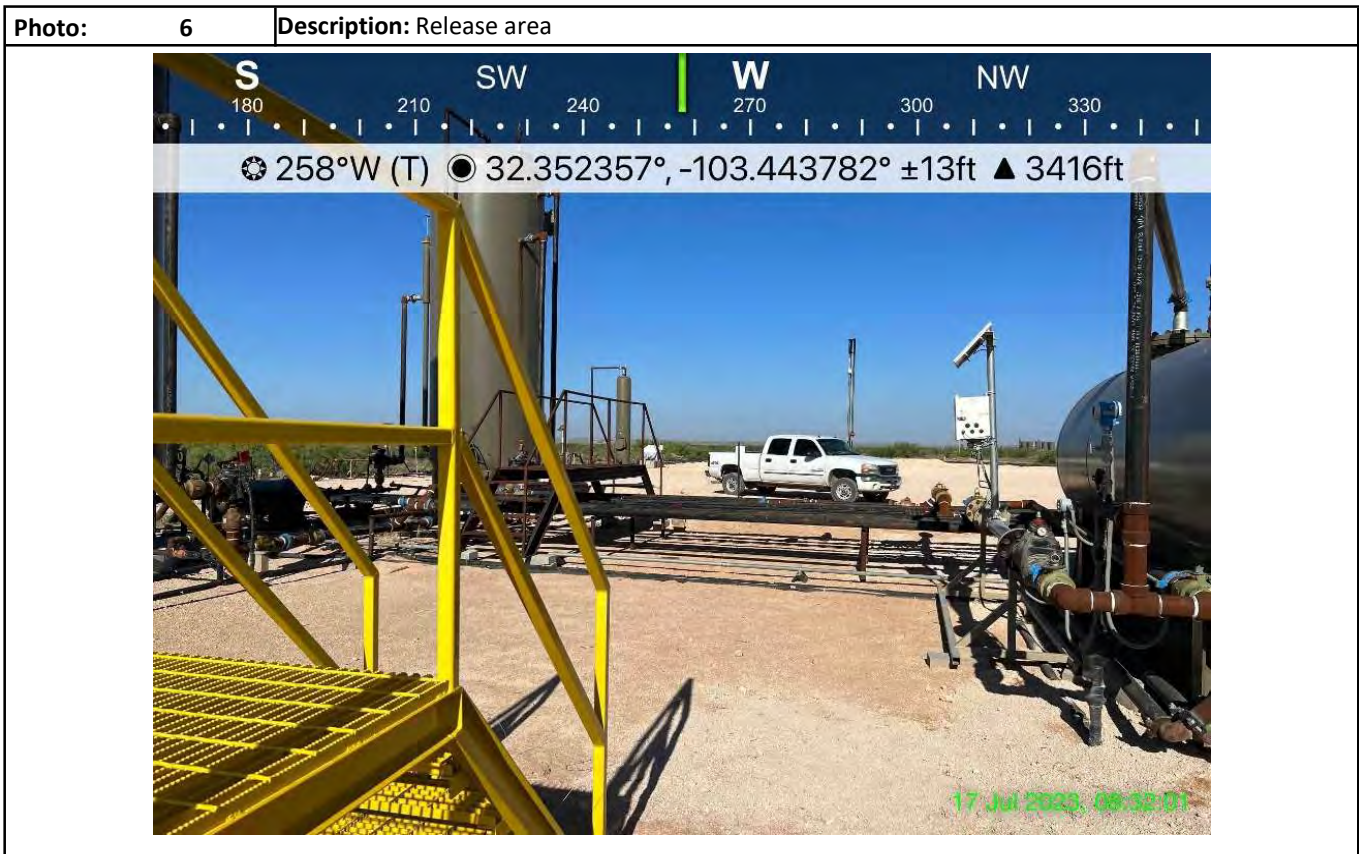 Photo: 6 Description: Release area
S SW W NW
180 210 240 270 300 330
258°W (T) 32.352357°, -103.443782° ±13ft ▲ 3416ft
17 Jul 2023, 08:32:01